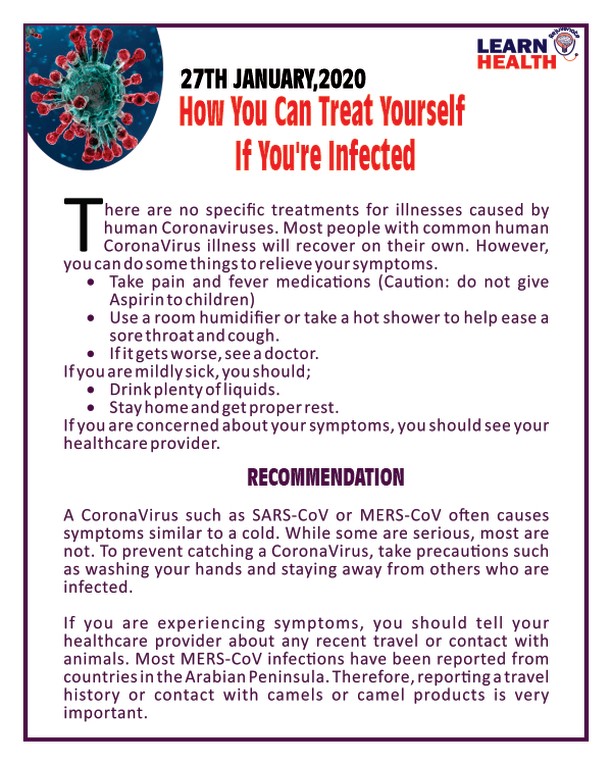 Rejuvenate
LEARN
HEALTH
27TH JANUARY,2020
How You Can Treat Yourself
If You're Infected
There are no specific treatments for illnesses caused by
human Coronaviruses. Most people with common human
CoronaVirus illness will recover on their own. However,
you can do some things to relieve your symptoms.
• Take pain and fever medications (Caution: do not give
Aspirin to children)
• Use a room humidifier or take a hot shower to help ease a
sore throat and cough.
• If it gets worse, see a doctor.
If you are mildly sick, you should;
• Drink plenty of liquids.
• Stay home and get proper rest.
If you are concerned about your symptoms, you should see your
healthcare provider.
RECOMMENDATION
A CoronaVirus such as SARS-CoV or MERS-CoV often causes
symptoms similar to a cold. While some are serious, most are
not. To prevent catching a CoronaVirus, take precautions such
as washing your hands and staying away from others who are
infected.
If you are experiencing symptoms, you should tell your
healthcare provider about any recent travel or contact with
animals. Most MERS-CoV infections have been reported from
countries in the Arabian Peninsula. Therefore, reporting a travel
history or contact with camels or camel products is very
important.